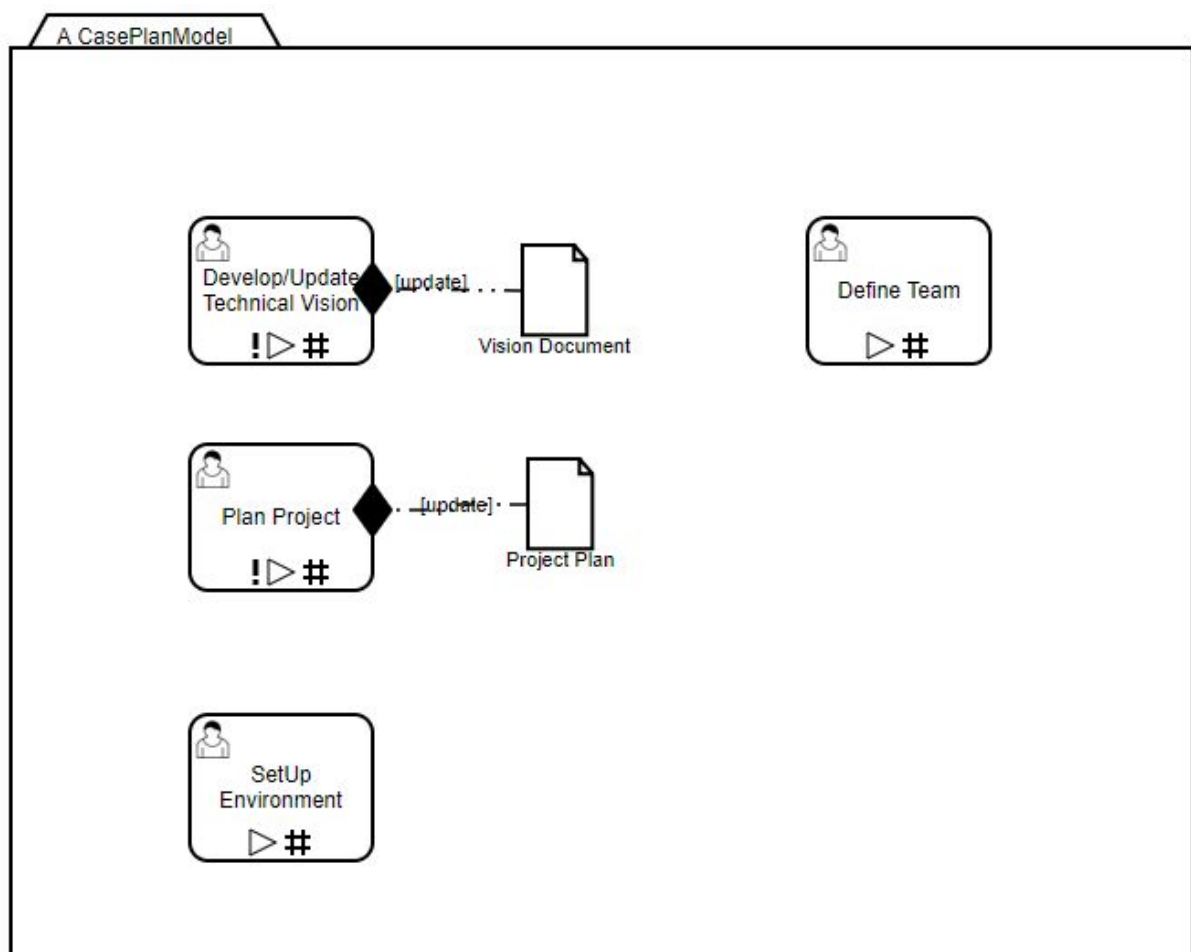 A CasePlanModel
Develop/Update
Technical Vision
[update]
Vision Document
Define Team
Plan Project
[update]
Project Plan
SetUp
Environment